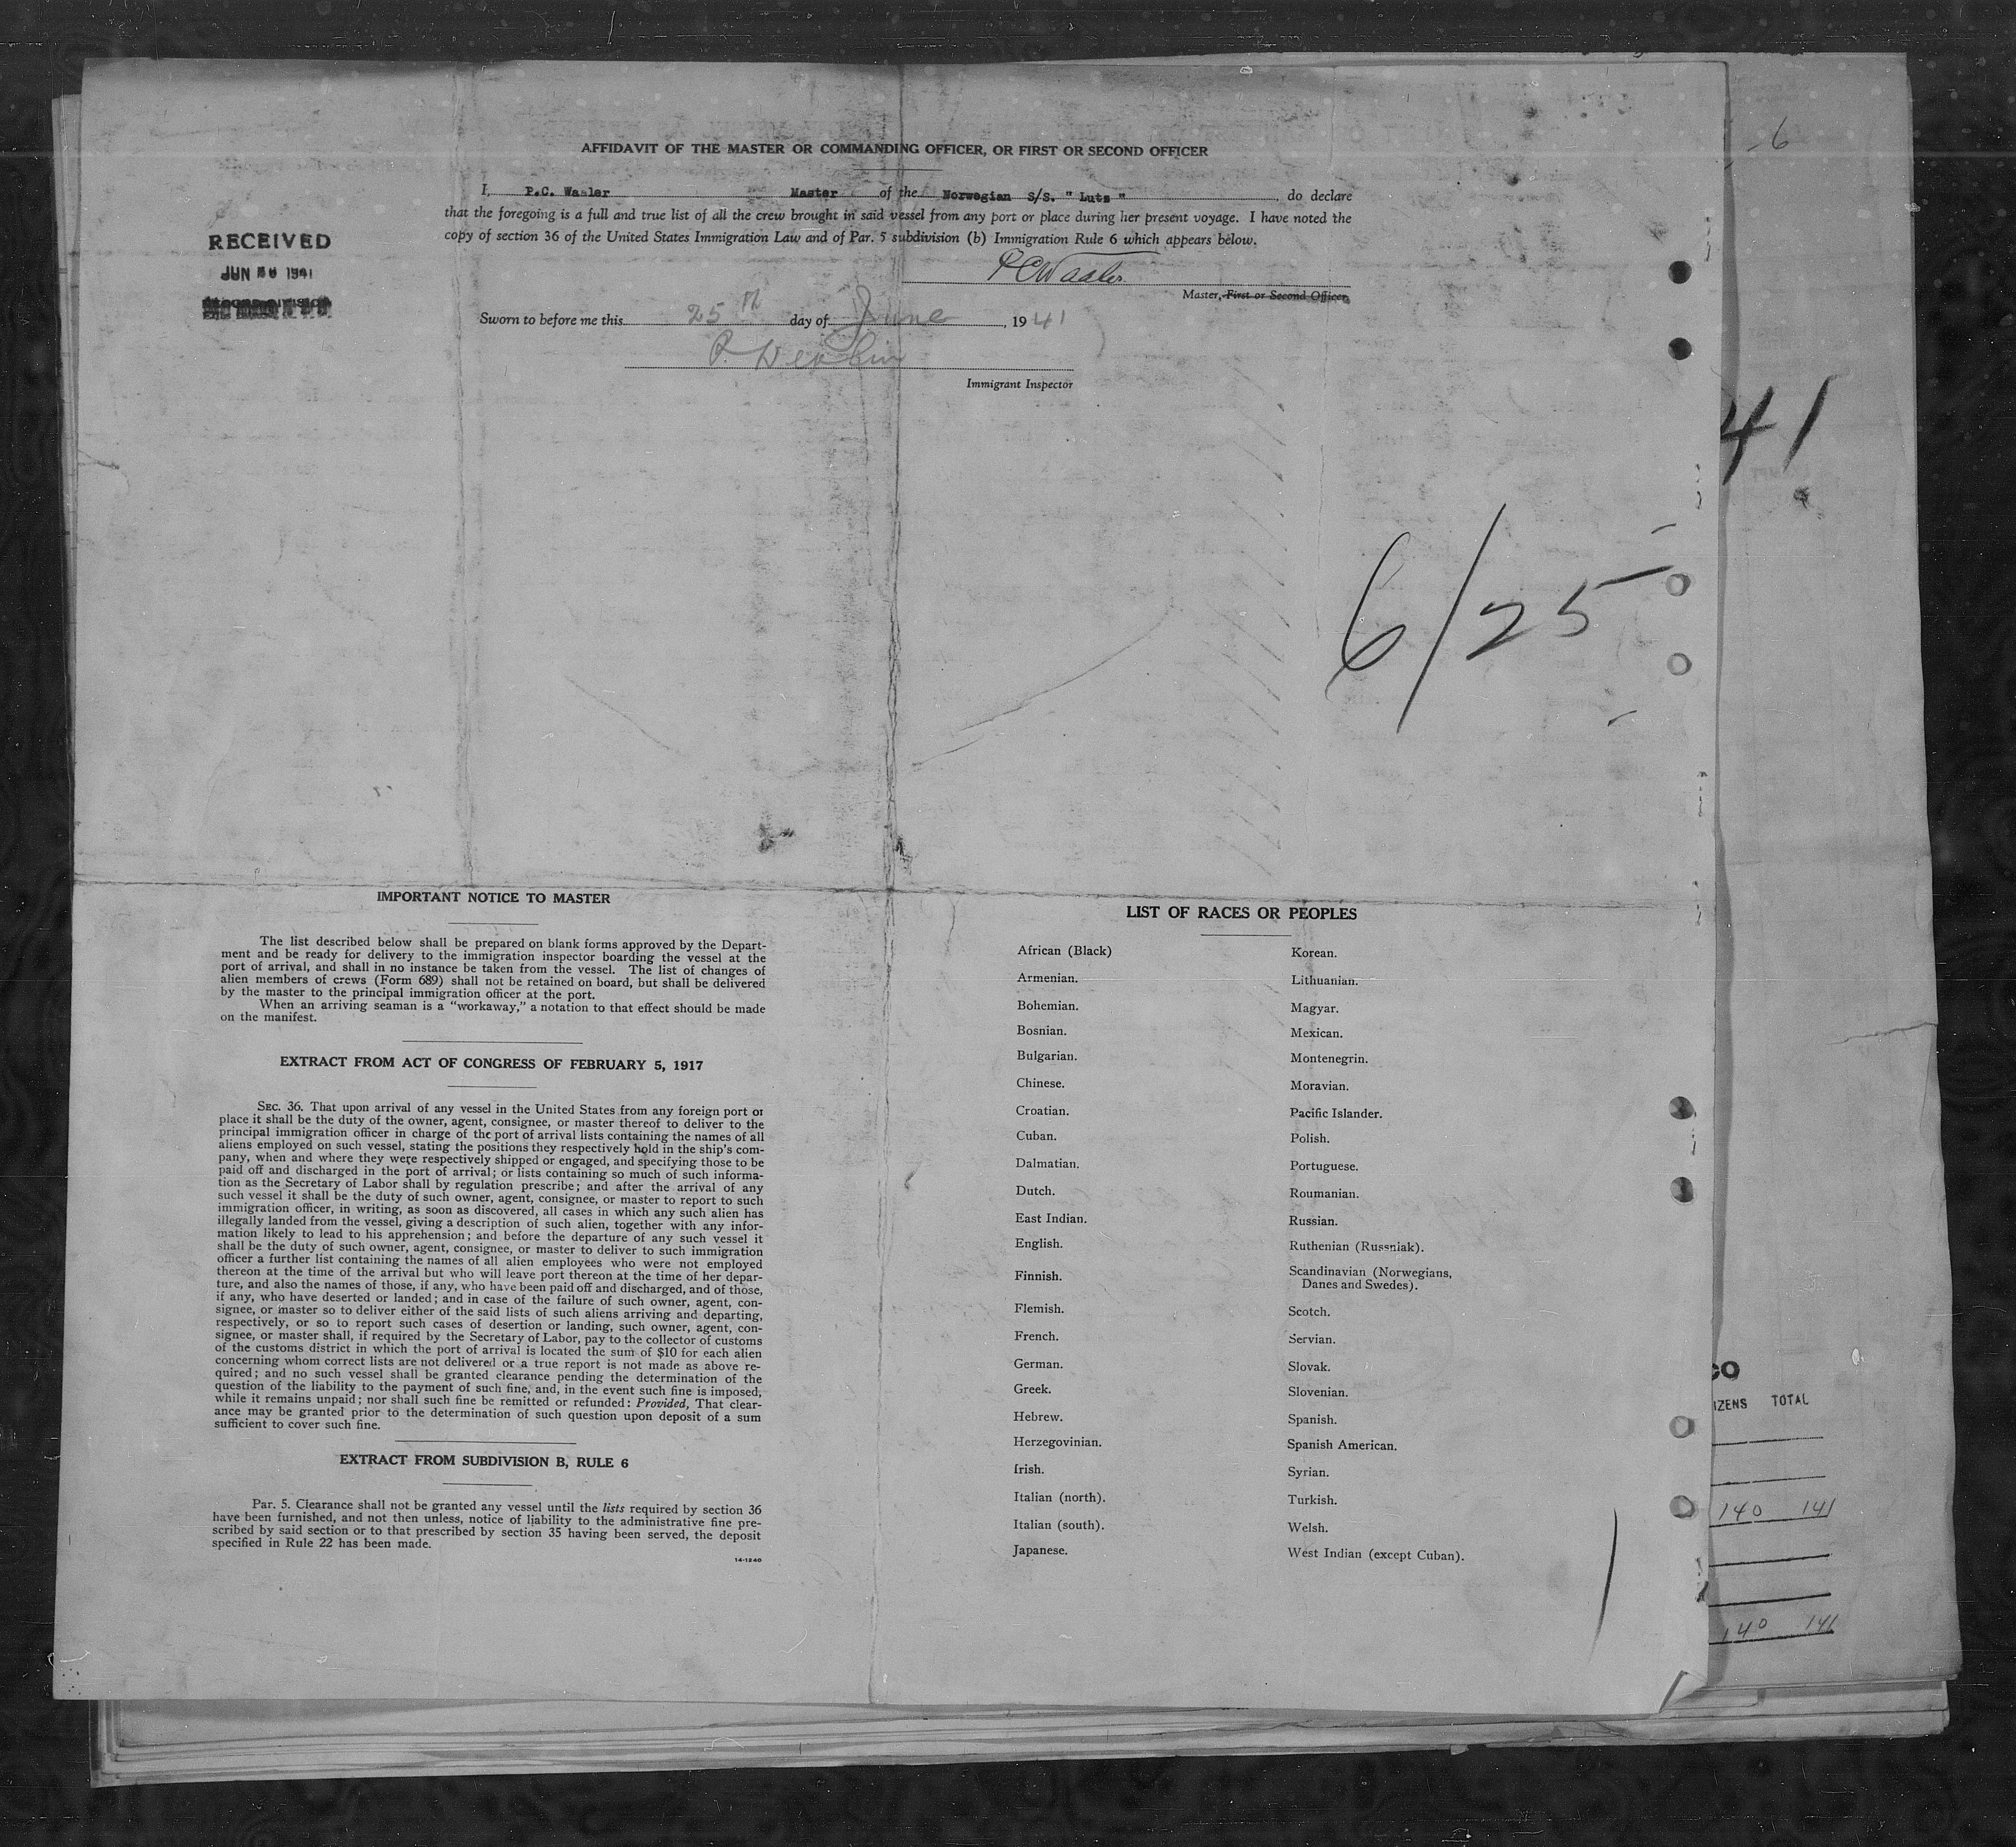 AFFIDAVIT OF THE MASTER OR COMMANDING OFFICER, OR FIRST OR SECOND OFFICER
I, P.C. Waaler Master of the Norwegian S/S. " Luts ", do declare
that the foregoing is a full and true list of all the crew brought in said vessel from any port or place during her present voyage. I have noted the
copy of section 36 of the United States Immigration Law and of Par. 5 subdivision (b) Immigration Rule 6 which appears below.
PCWaaler
Master, First or Second Officer.
RECEIVED
JUN 1941
Sworn to before me this 25th day of June, 1941
P.
Immigrant Inspector
6/25
IMPORTANT NOTICE TO MASTER
The list described below shall be prepared on blank forms approved by the Depart-
ment and be ready for delivery to the immigration inspector boarding the vessel at the
port of arrival, and shall in no instance be taken from the vessel. The list of changes of
alien members of crews (Form 689) shall not be retained on board, but shall be delivered
by the master to the principal immigration officer at the port.
When an arriving seaman is a "workaway," a notation to that effect should be made
on the manifest.
EXTRACT FROM ACT OF CONGRESS OF FEBRUARY 5, 1917
SEC. 36. That upon arrival of any vessel in the United States from any foreign port or
place it shall be the duty of the owner, agent, consignee, or master thereof to deliver to the
principal immigration officer in charge of the port of arrival lists containing the names of all
aliens employed on such vessel, stating the positions they respectively hold in the ship's com-
pany, when and where they were respectively shipped or engaged, and specifying those to be
paid off and discharged in the port of arrival; or lists containing so much of such informa-
tion as the Secretary of Labor shall by regulation prescribe; and after the arrival of any
such vessel it shall be the duty of such owner, agent, consignee, or master to report to such
immigration officer, in writing, as soon as discovered, all cases in which any such alien has
illegally landed from the vessel, giving a description of such alien, together with any infor-
mation likely to lead to his apprehension; and before the departure of any such vessel it
shall be the duty of such owner, agent, consignee, or master to deliver to such immigration
officer a further list containing the names of all alien employees who were not employed
thereon at the time of the arrival but who will leave port thereon at the time of her depar-
ture, and also the names of those, if any, who have been paid off and discharged, and of those,
if any, who have deserted or landed; and in case of the failure of such owner, agent, con-
signee, or master so to deliver either of the said lists of such aliens arriving and departing,
respectively, or so to report such cases of desertion or landing, such owner, agent, con-
signee, or master shall, if required by the Secretary of Labor, pay to the collector of customs
of the customs district in which the port of arrival is located the sum of $10 for each alien
concerning whom correct lists are not delivered or a true report is not made as above re-
quired; and no such vessel shall be granted clearance pending the determination of the
question of the liability to the payment of such fine, and, in the event such fine is imposed,
while it remains unpaid; nor shall such fine be remitted or refunded: Provided, That clear-
ance may be granted prior to the determination of such question upon deposit of a sum
sufficient to cover such fine.
EXTRACT FROM SUBDIVISION B, RULE 6
Par. 5. Clearance shall not be granted any vessel until the lists required by section 36
have been furnished, and not then unless, notice of liability to the administrative fine pre-
scribed by said section or to that prescribed by section 35 having been served, the deposit
specified in Rule 22 has been made.
14-1240
LIST OF RACES OR PEOPLES
African (Black)
Armenian.
Bohemian.
Bosnian.
Bulgarian.
Chinese.
Croatian.
Cuban.
Dalmatian.
Dutch.
East Indian.
English.
Finnish.
Flemish.
French.
German.
Greek.
Hebrew.
Herzegovinian.
Irish.
Italian (north).
Italian (south).
Japanese.
Korean.
Lithuanian.
Magyar.
Mexican.
Montenegrin.
Moravian.
Pacific Islander.
Polish.
Portuguese.
Roumanian.
Russian.
Ruthenian (Russniak).
Scandinavian (Norwegians,
Danes and Swedes).
Scotch.
Servian.
Slovak.
Slovenian.
Spanish.
Spanish American.
Syrian.
Turkish.
Welsh.
West Indian (except Cuban).
6
41
CO
IZENS TOTAL
140 141
140 141